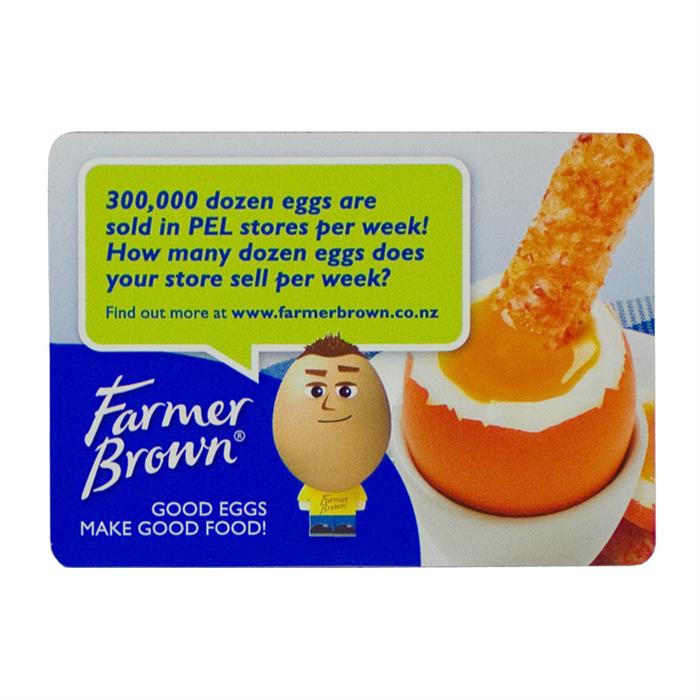 300,000 dozen eggs are
sold in PEL stores per week!
How many dozen eggs does
your store sell per week?
Find out more at www.farmerbrown.co.nz
Farmer
Brown®
GOOD EGGS
MAKE GOOD FOOD!
Farmer
Brown